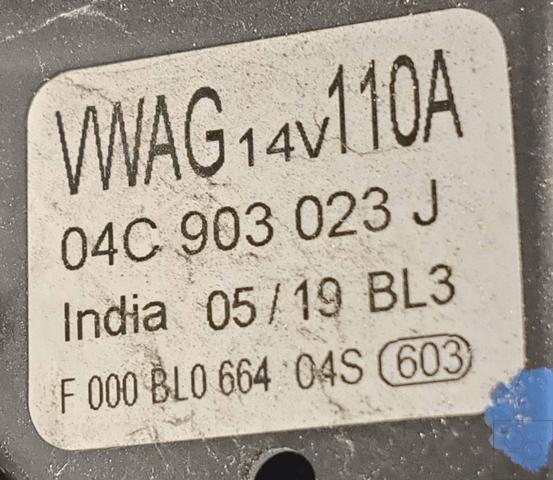 VWAG 14V 110A
04C 903 023 J
India 05/19 BL3
F 000 BL0 664 04S 603